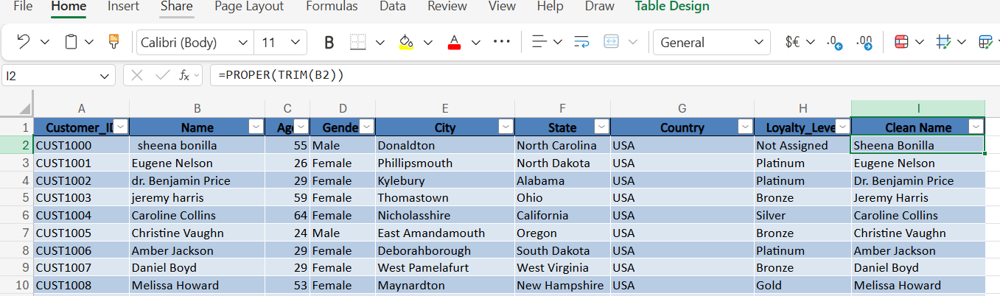 File Home Insert Share Page Layout Formulas Data Review View Help Draw Table Design
Calibri (Body) 11 B A General $€ .0 .00
I2 fx =PROPER(TRIM(B2))
A B C D E F G H I
1 Customer_I Name Age Gende City State Country Loyalty_Leve Clean Name
2 CUST1000 sheena bonilla 55 Male Donaldton North Carolina USA Not Assigned Sheena Bonilla
3 CUST1001 Eugene Nelson 26 Female Phillipsmouth North Dakota USA Platinum Eugene Nelson
4 CUST1002 dr. Benjamin Price 29 Female Kylebury Alabama USA Platinum Dr. Benjamin Price
5 CUST1003 jeremy harris 59 Female Thomastown Ohio USA Bronze Jeremy Harris
6 CUST1004 Caroline Collins 64 Female Nicholasshire California USA Silver Caroline Collins
7 CUST1005 Christine Vaughn 24 Male East Amandamouth Oregon USA Bronze Christine Vaughn
8 CUST1006 Amber Jackson 29 Female Deborahborough South Dakota USA Platinum Amber Jackson
9 CUST1007 Daniel Boyd 29 Female West Pamelafurt West Virginia USA Bronze Daniel Boyd
10 CUST1008 Melissa Howard 53 Female Maynardton New Hampshire USA Gold Melissa Howard